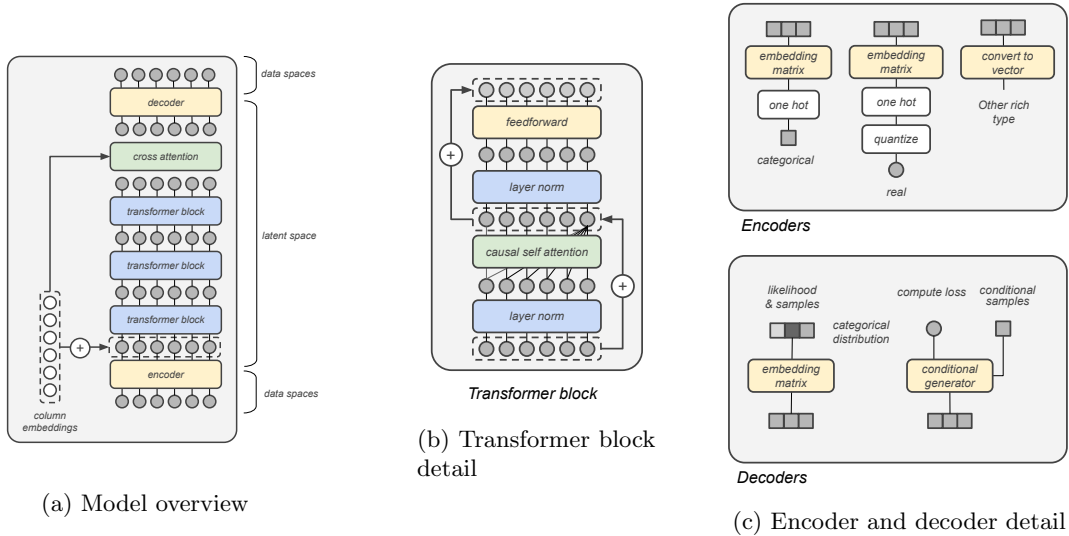 data spaces
decoder
cross attention
transformer block
latent space
transformer block
transformer block
+
encoder
data spaces
column
embeddings
(a) Model overview
feedforward
+
layer norm
causal self attention
+
layer norm
Transformer block
(b) Transformer block
detail
embedding
matrix
one hot
categorical
embedding
matrix
one hot
quantize
real
convert to
vector
Other rich
type
Encoders
likelihood
& samples
categorical
distribution
embedding
matrix
compute loss
conditional
samples
conditional
generator
Decoders
(c) Encoder and decoder detail